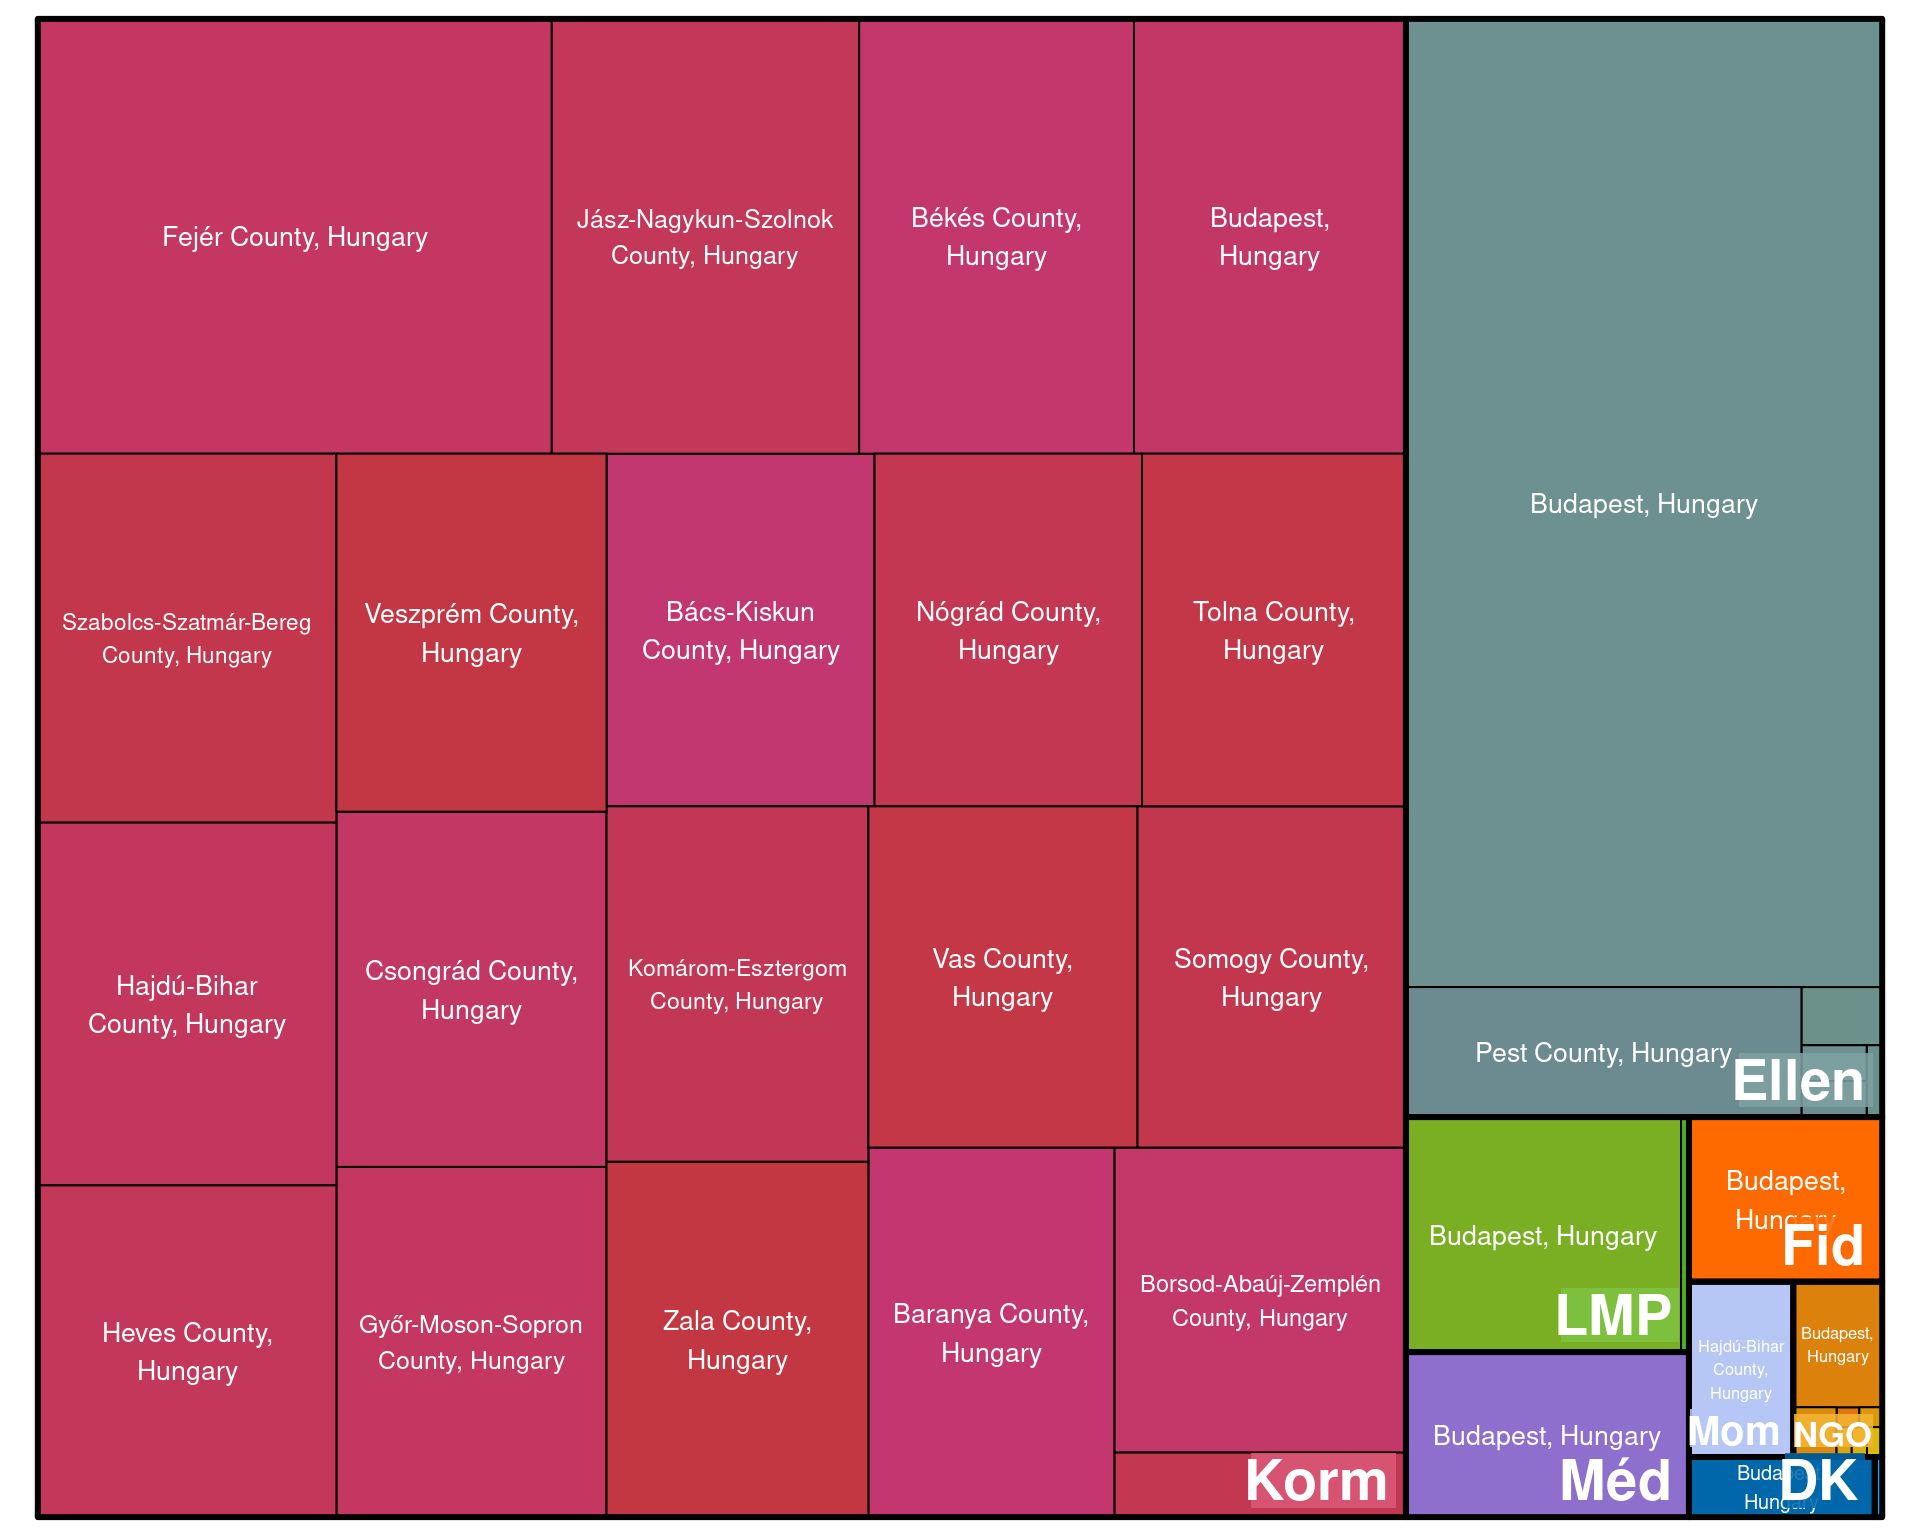 Fejér County, Hungary
Jász-Nagykun-Szolnok
County, Hungary
Békés County,
Hungary
Budapest,
Hungary
Szabolcs-Szatmár-Bereg
County, Hungary
Veszprém County,
Hungary
Bács-Kiskun
County, Hungary
Nógrád County,
Hungary
Tolna County,
Hungary
Hajdú-Bihar
County, Hungary
Csongrád County,
Hungary
Komárom-Esztergom
County, Hungary
Vas County,
Hungary
Somogy County,
Hungary
Heves County,
Hungary
Győr-Moson-Sopron
County, Hungary
Zala County,
Hungary
Baranya County,
Hungary
Borsod-Abaúj-Zemplén
County, Hungary
Korm
Budapest, Hungary
Pest County, Hungary
Ellen
Budapest, Hungary
LMP
Budapest,
Hungary
Fid
Budapest, Hungary
Méd
Hajdú-Bihar
County,
Hungary
Mom
Budapest,
Hungary
NGO
Budapest,
Hungary
DK